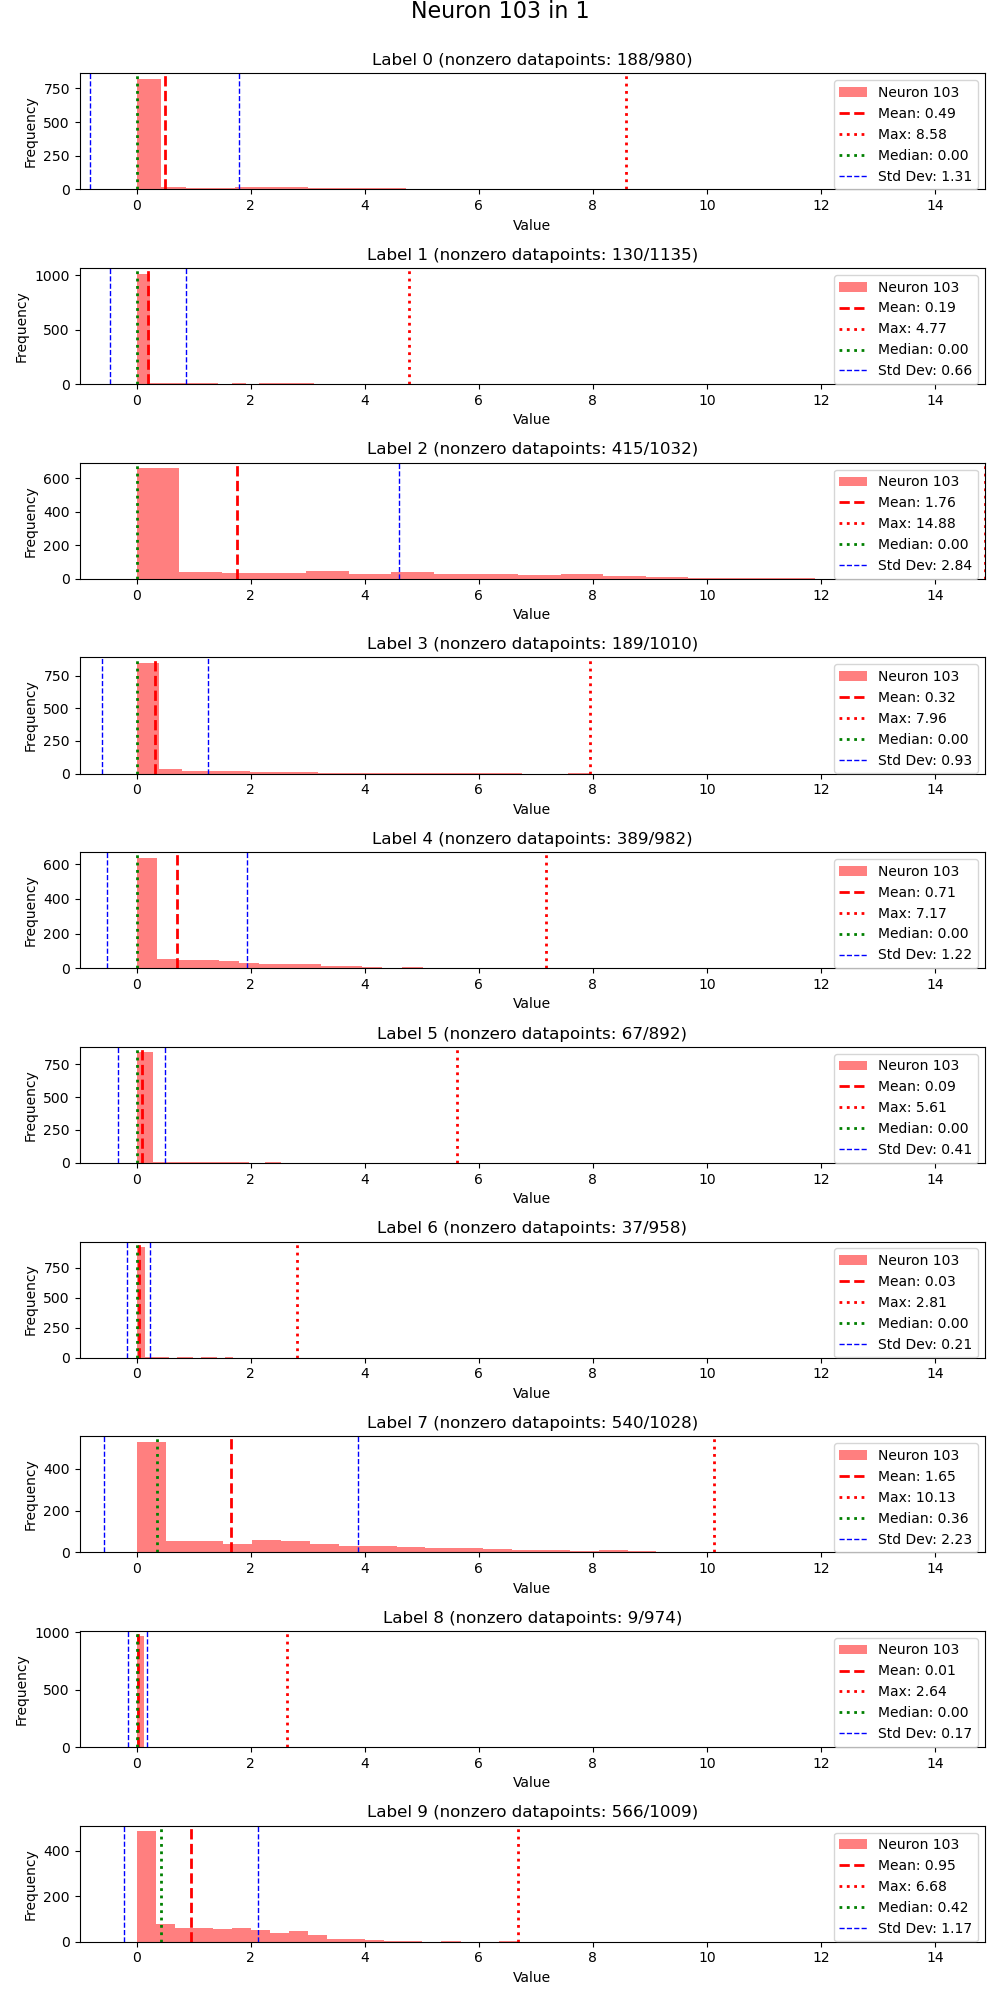 Neuron 103 in 1
Label 0 (nonzero datapoints: 188/980)
Frequency
750
500
250
0
Neuron 103
Mean: 0.49
Max: 8.58
Median: 0.00
Std Dev: 1.31
0 2 4 6 8 10 12 14
Value
Label 1 (nonzero datapoints: 130/1135)
Frequency
1000
500
0
Neuron 103
Mean: 0.19
Max: 4.77
Median: 0.00
Std Dev: 0.66
0 2 4 6 8 10 12 14
Value
Label 2 (nonzero datapoints: 415/1032)
Frequency
600
400
200
0
Neuron 103
Mean: 1.76
Max: 14.88
Median: 0.00
Std Dev: 2.84
0 2 4 6 8 10 12 14
Value
Label 3 (nonzero datapoints: 189/1010)
Frequency
750
500
250
0
Neuron 103
Mean: 0.32
Max: 7.96
Median: 0.00
Std Dev: 0.93
0 2 4 6 8 10 12 14
Value
Label 4 (nonzero datapoints: 389/982)
Frequency
600
400
200
0
Neuron 103
Mean: 0.71
Max: 7.17
Median: 0.00
Std Dev: 1.22
0 2 4 6 8 10 12 14
Value
Label 5 (nonzero datapoints: 67/892)
Frequency
750
500
250
0
Neuron 103
Mean: 0.09
Max: 5.61
Median: 0.00
Std Dev: 0.41
0 2 4 6 8 10 12 14
Value
Label 6 (nonzero datapoints: 37/958)
Frequency
750
500
250
0
Neuron 103
Mean: 0.03
Max: 2.81
Median: 0.00
Std Dev: 0.21
0 2 4 6 8 10 12 14
Value
Label 7 (nonzero datapoints: 540/1028)
Frequency
400
200
0
Neuron 103
Mean: 1.65
Max: 10.13
Median: 0.36
Std Dev: 2.23
0 2 4 6 8 10 12 14
Value
Label 8 (nonzero datapoints: 9/974)
Frequency
1000
500
0
Neuron 103
Mean: 0.01
Max: 2.64
Median: 0.00
Std Dev: 0.17
0 2 4 6 8 10 12 14
Value
Label 9 (nonzero datapoints: 566/1009)
Frequency
400
200
0
Neuron 103
Mean: 0.95
Max: 6.68
Median: 0.42
Std Dev: 1.17
0 2 4 6 8 10 12 14
Value